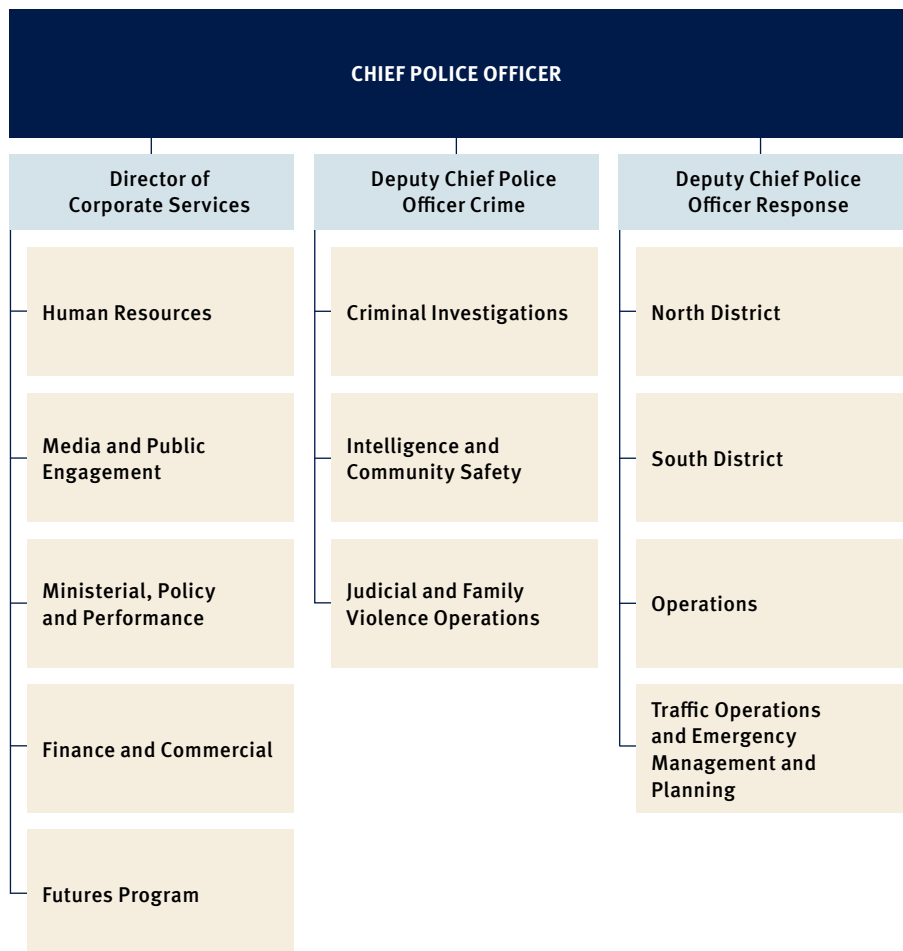 CHIEF POLICE OFFICER
Director of
Corporate Services
Human Resources
Media and Public
Engagement
Ministerial, Policy
and Performance
Finance and Commercial
Futures Program
Deputy Chief Police
Officer Crime
Criminal Investigations
Intelligence and
Community Safety
Judicial and Family
Violence Operations
Deputy Chief Police
Officer Response
North District
South District
Operations
Traffic Operations
and Emergency
Management and
Planning